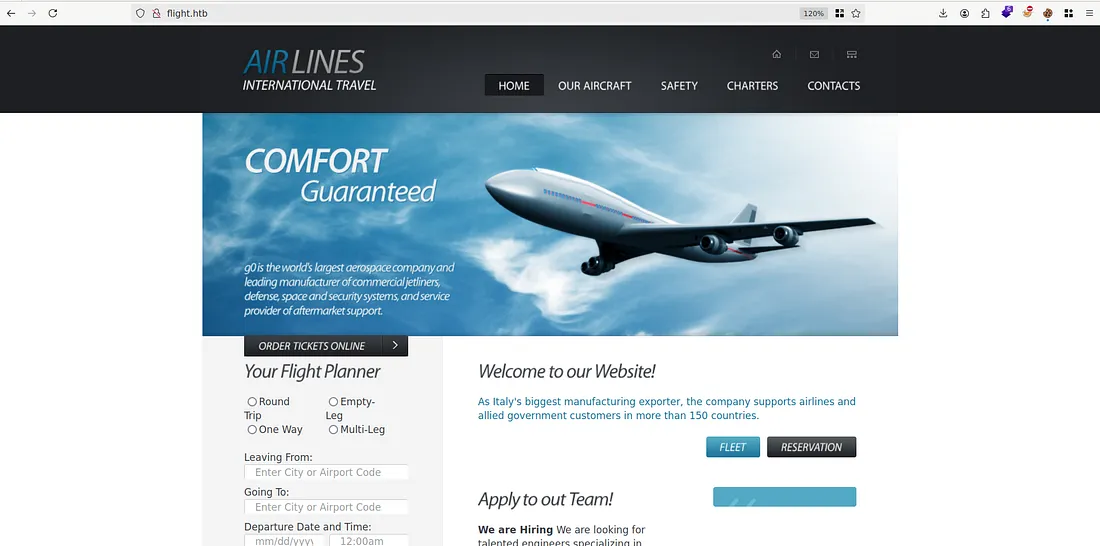 flight.htb
120%
AIRLINES
INTERNATIONAL TRAVEL
HOME OUR AIRCRAFT SAFETY CHARTERS CONTACTS
COMFORT
Guaranteed
g0 is the world's largest aerospace company and
leading manufacturer of commercial jetliners,
defense, space and security systems, and service
provider of aftermarket support.
ORDER TICKETS ONLINE
Your Flight Planner
Round Trip
Empty-Leg
One Way
Multi-Leg
Leaving From:
Enter City or Airport Code
Going To:
Enter City or Airport Code
Departure Date and Time:
mm/dd/yyyy 12:00am
Welcome to our Website!
As Italy's biggest manufacturing exporter, the company supports airlines and
allied government customers in more than 150 countries.
FLEET RESERVATION
Apply to out Team!
We are Hiring We are looking for
talented engineers specializing in